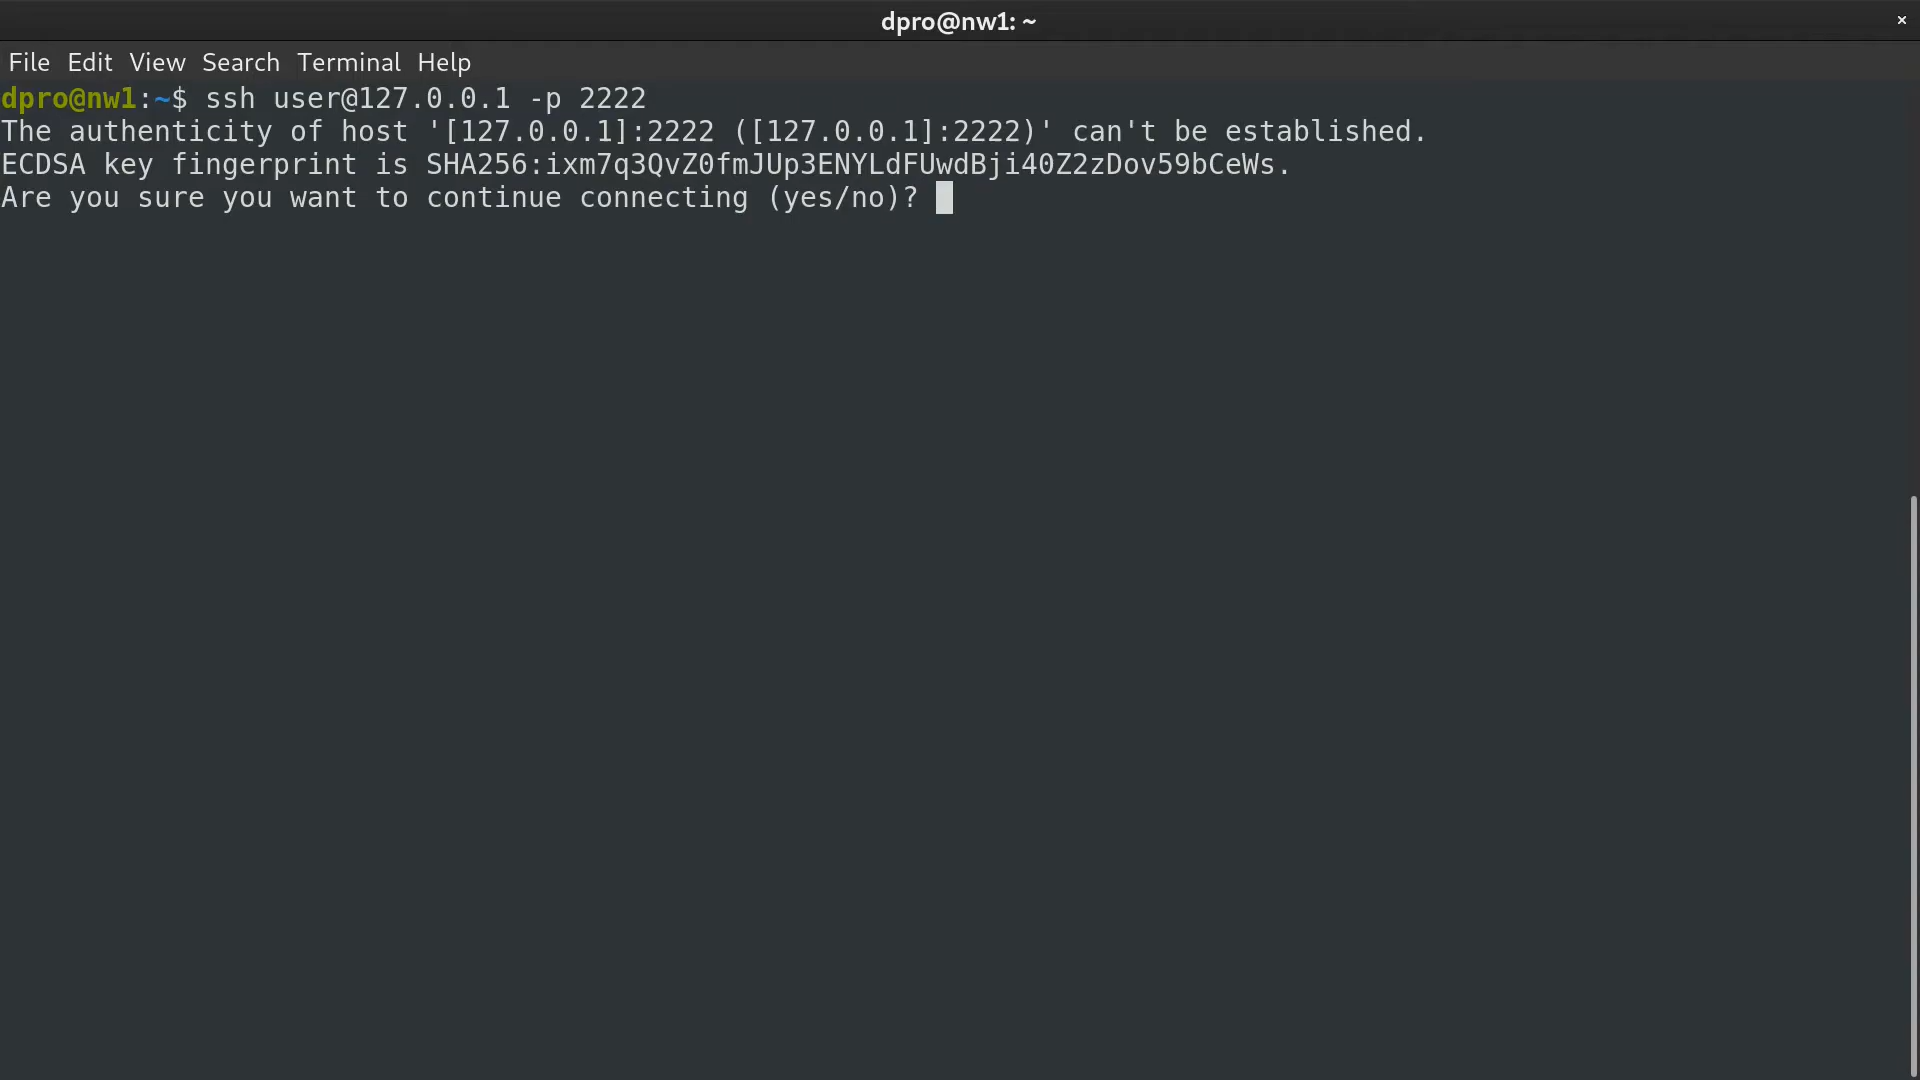 dpro@nw1: ~
×
File Edit View Search Terminal Help
dpro@nw1:~$ ssh user@127.0.0.1 -p 2222
The authenticity of host '[127.0.0.1]:2222 ([127.0.0.1]:2222)' can't be established.
ECDSA key fingerprint is SHA256:ixm7q3QvZ0fmJUp3ENYLdFUwdBji40Z2zDov59bCeWs.
Are you sure you want to continue connecting (yes/no)?